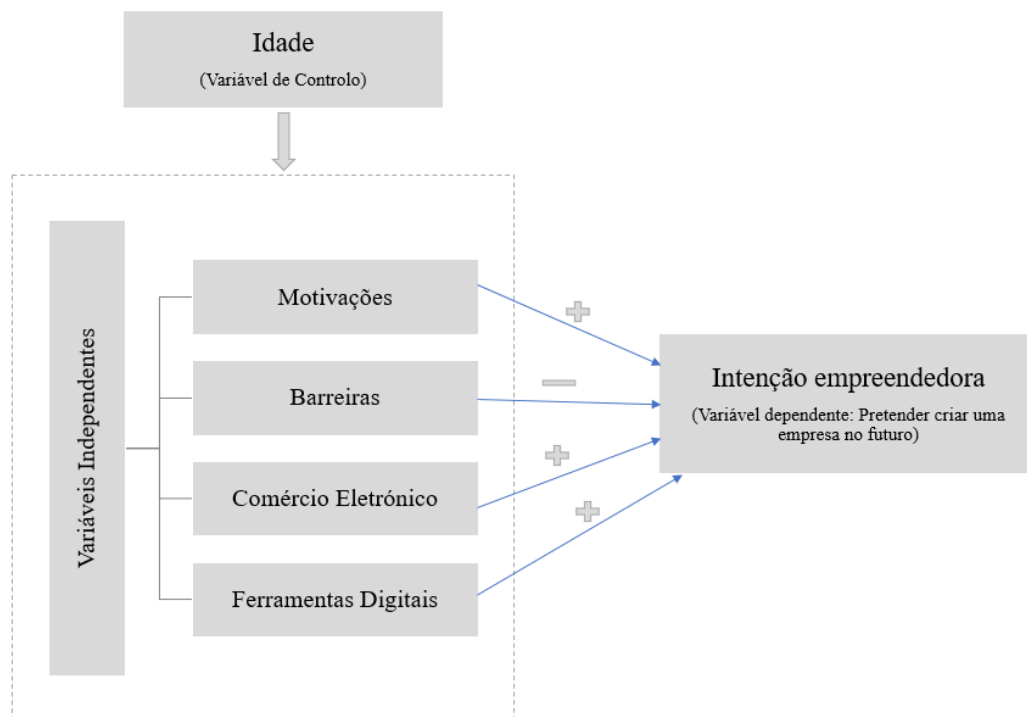 Idade
(Variável de Controlo)
Variáveis Independentes
Motivações
Barreiras
Comércio Eletrónico
Ferramentas Digitais
Intenção empreendedora
(Variável dependente: Pretender criar uma
empresa no futuro)